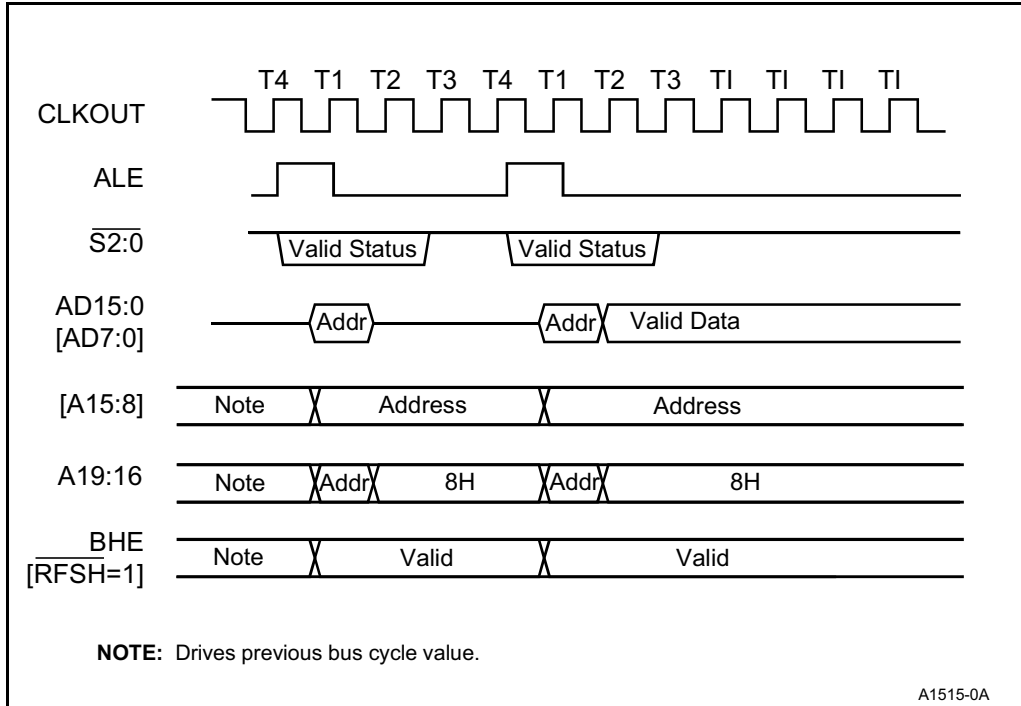 T4 T1 T2 T3 T4 T1 T2 T3 TI TI TI TI
CLKOUT
ALE
S2:0
Valid Status Valid Status
AD15:0
[AD7:0]
Addr Addr Valid Data
[A15:8]
Note Address Address
A19:16
Note Addr 8H Addr 8H
BHE
[RFSH=1]
Note Valid Valid
NOTE: Drives previous bus cycle value.
A1515-0A